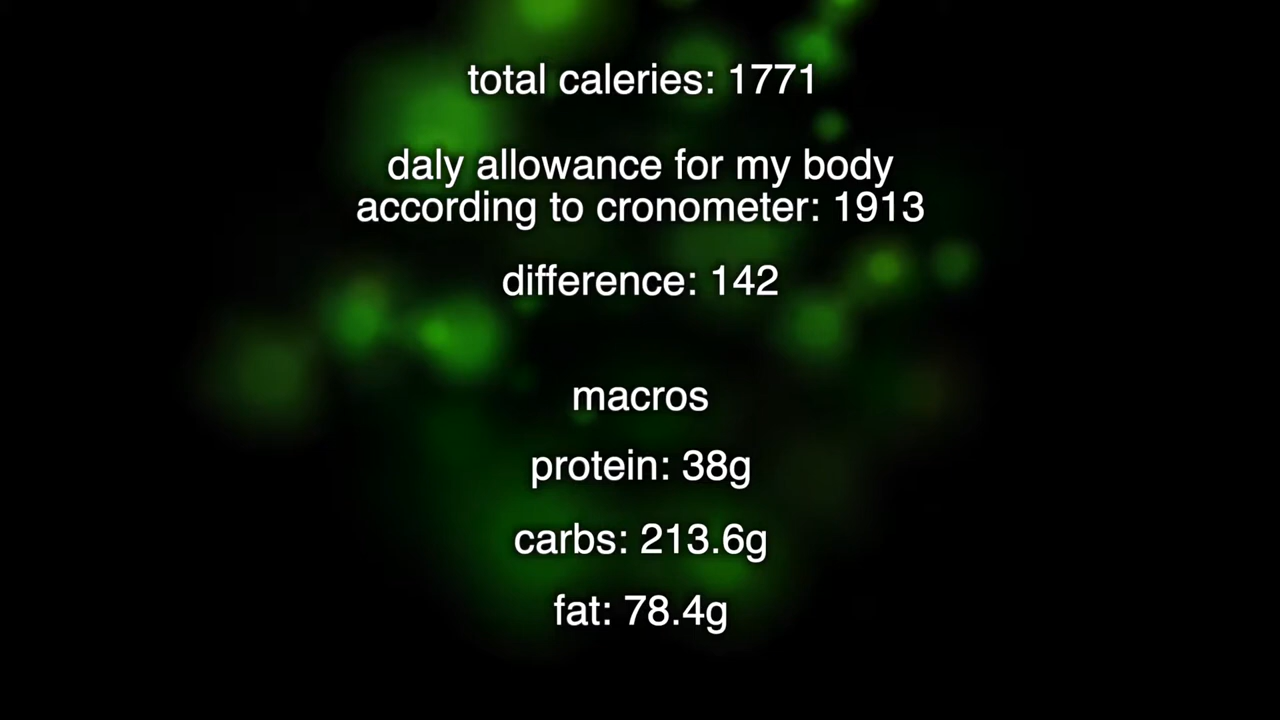 total caleries: 1771
daly allowance for my body
according to cronometer: 1913
difference: 142
macros
protein: 38g
carbs: 213.6g
fat: 78.4g